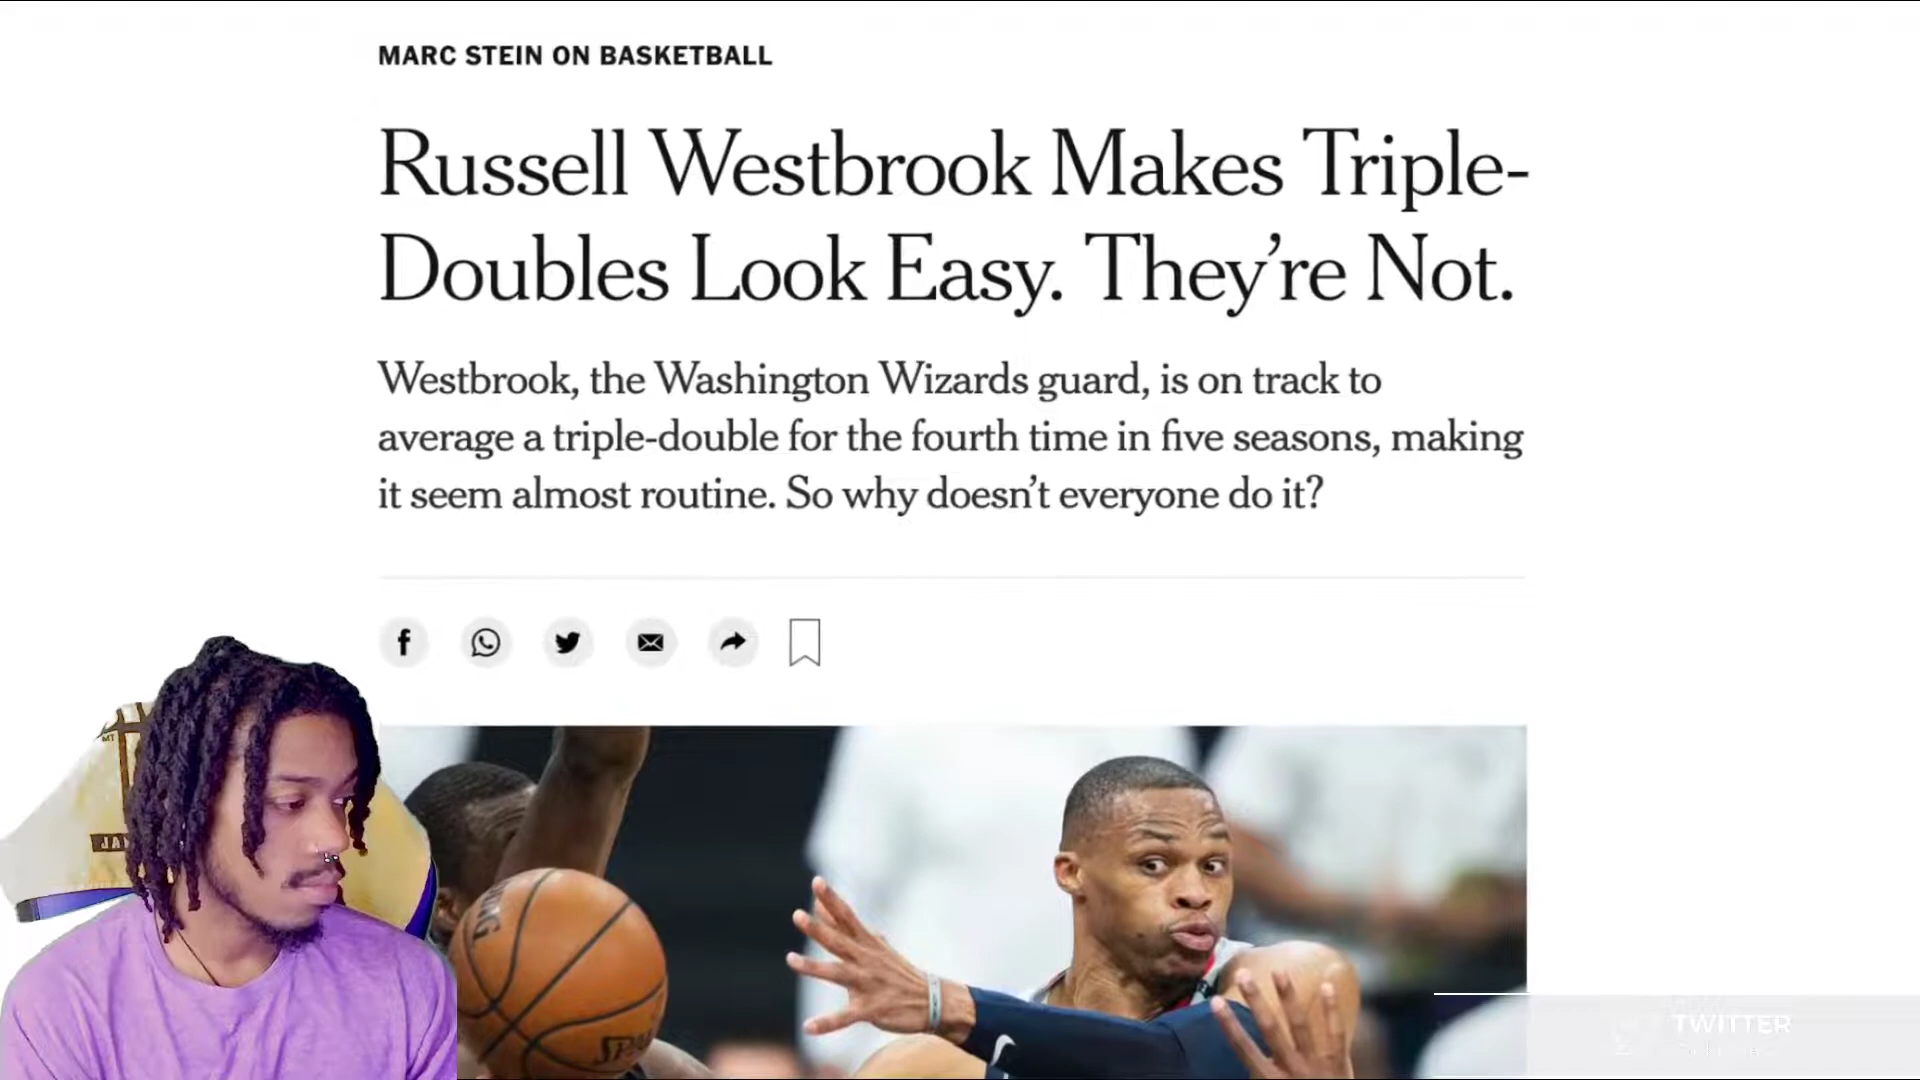 MARC STEIN ON BASKETBALL
Russell Westbrook Makes Triple-
Doubles Look Easy. They’re Not.
Westbrook, the Washington Wizards guard, is on track to
average a triple-double for the fourth time in five seasons, making
it seem almost routine. So why doesn’t everyone do it?
TWITTER